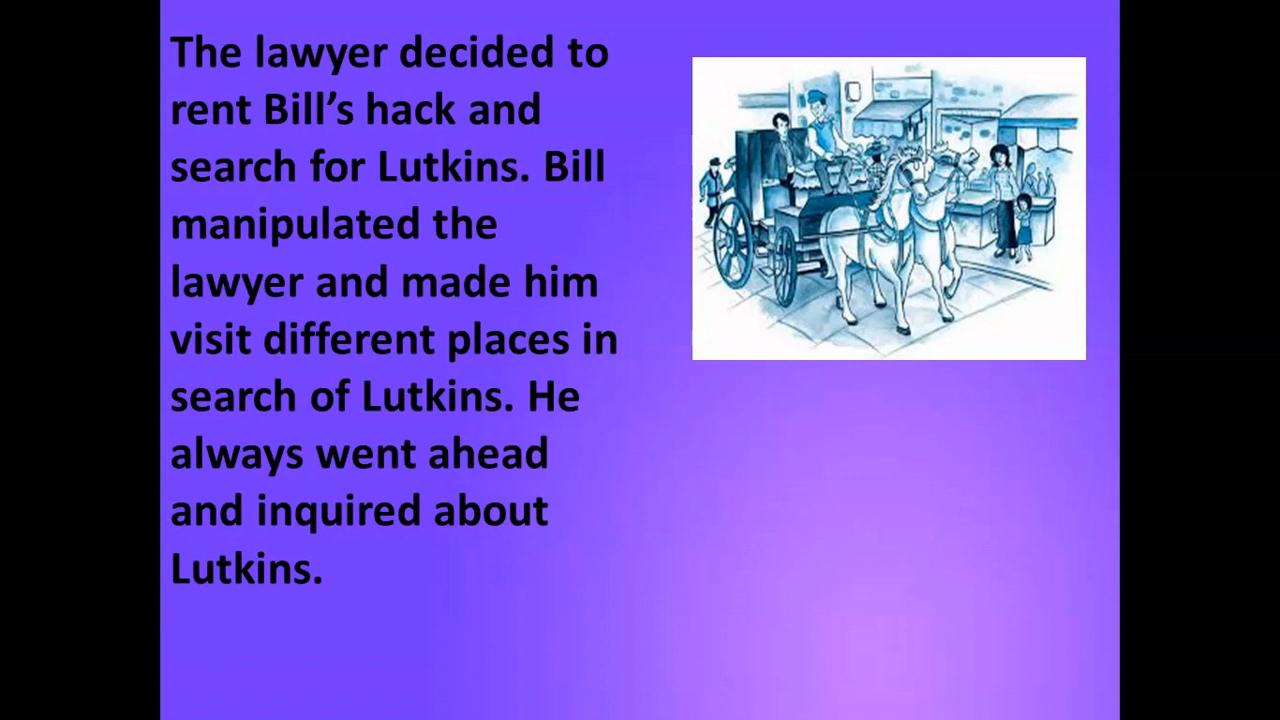 The lawyer decided to
rent Bill’s hack and
search for Lutkins. Bill
manipulated the
lawyer and made him
visit different places in
search of Lutkins. He
always went ahead
and inquired about
Lutkins.